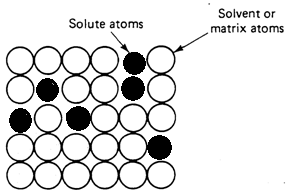 Solute atoms
Solvent or
matrix atoms